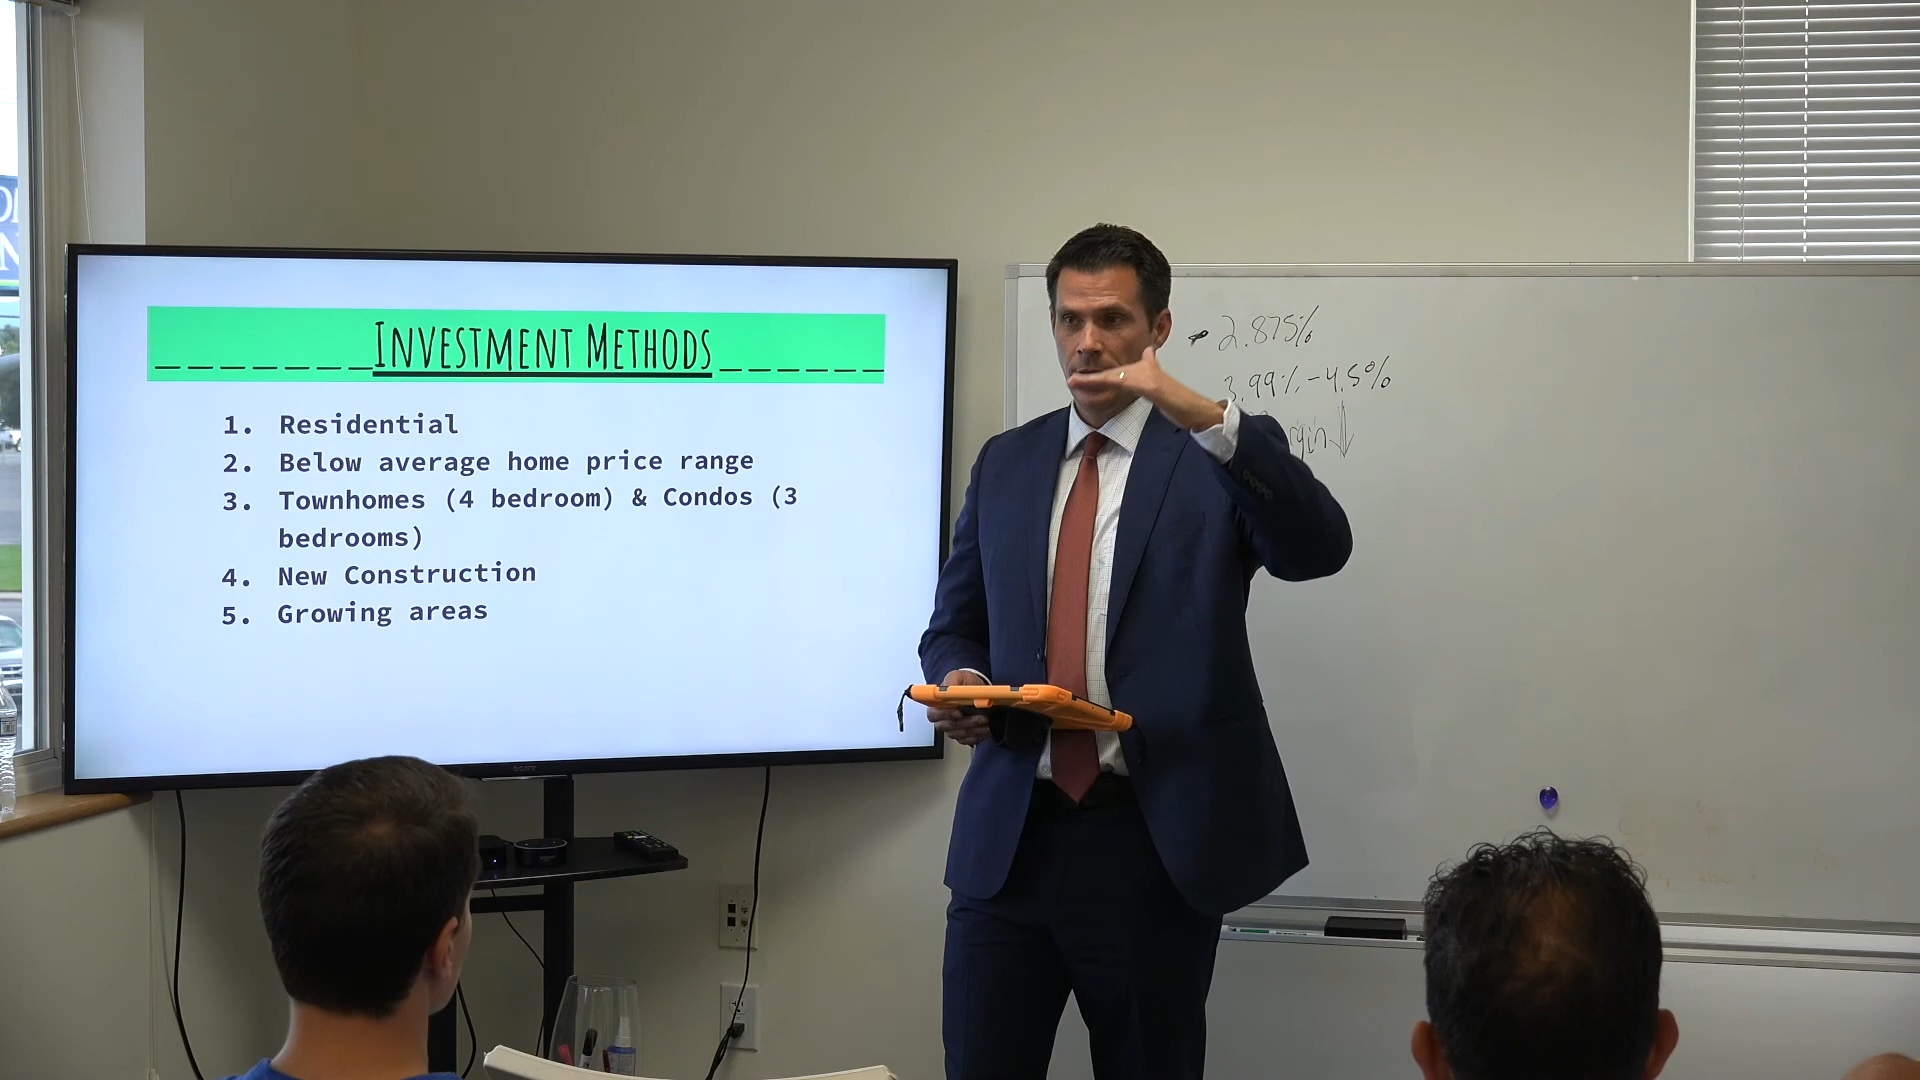 Investment Methods
1. Residential
2. Below average home price range
3. Townhomes (4 bedroom) & Condos (3
bedrooms)
4. New Construction
5. Growing areas
2.875%
3.99% - 4.5%
SONY